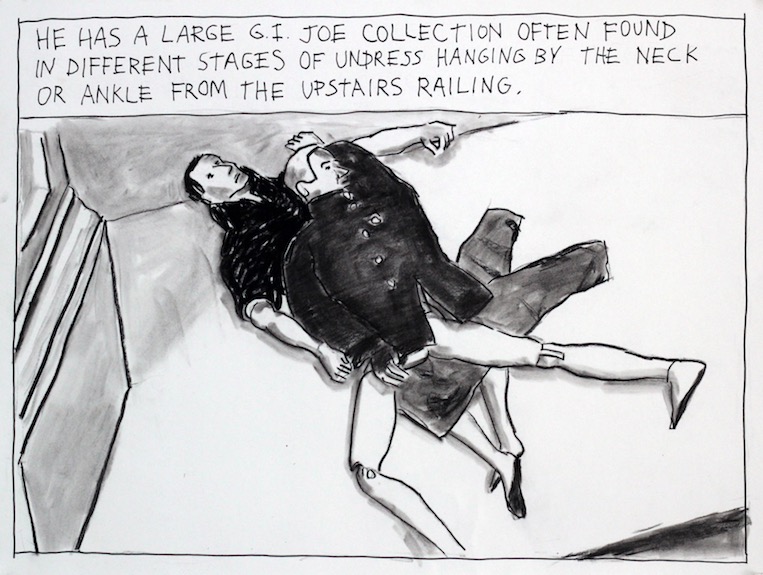 HE HAS A LARGE G.I. JOE COLLECTION OFTEN FOUND
IN DIFFERENT STAGES OF UNDRESS HANGING BY THE NECK
OR ANKLE FROM THE UPSTAIRS RAILING.